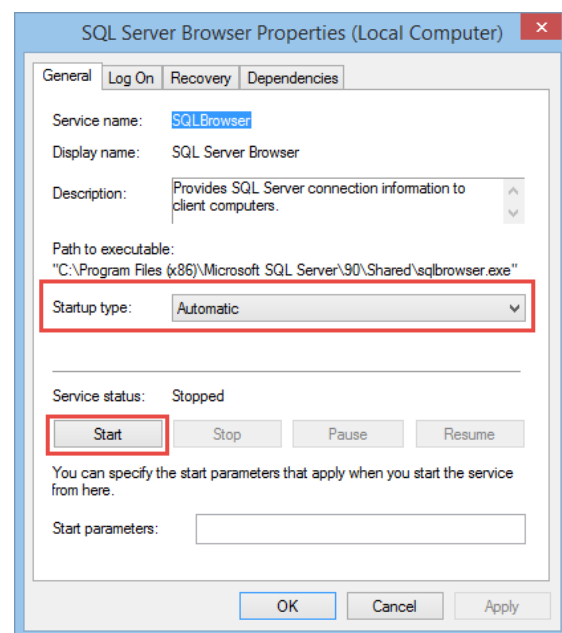 SQL Server Browser Properties (Local Computer)
General Log On Recovery Dependencies
Service name: SQLBrowser
Display name: SQL Server Browser
Description: Provides SQL Server connection information to
client computers.
Path to executable:
"C:\Program Files (x86)\Microsoft SQL Server\90\Shared\sqlbrowser.exe"
Startup type: Automatic
Service status: Stopped
Start Stop Pause Resume
You can specify the start parameters that apply when you start the service
from here.
Start parameters:
OK Cancel Apply